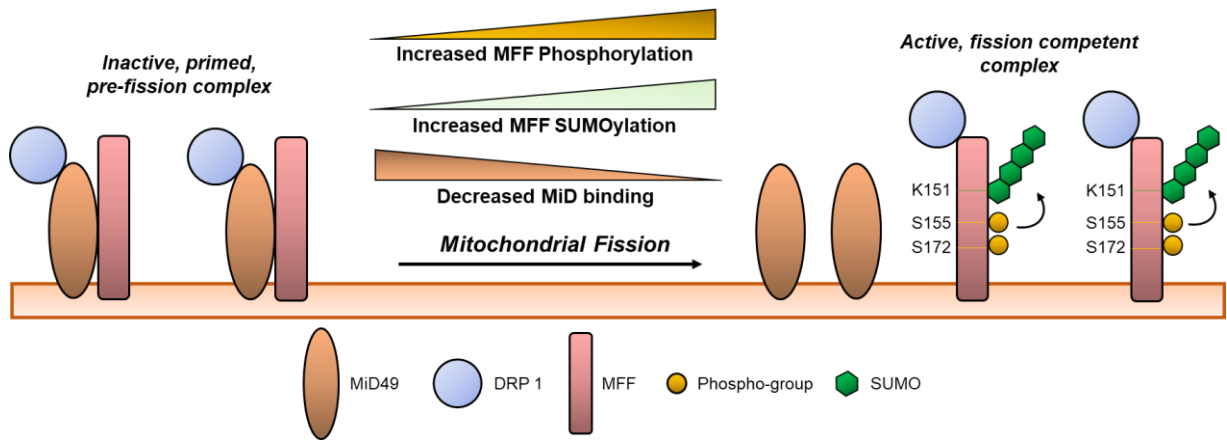 Inactive, primed,
pre-fission complex
Increased MFF Phosphorylation
Increased MFF SUMOylation
Decreased MiD binding
Mitochondrial Fission
Active, fission competent
complex
K151
S155
S172
K151
S155
S172
MiD49
DRP 1
MFF
Phospho-group
SUMO